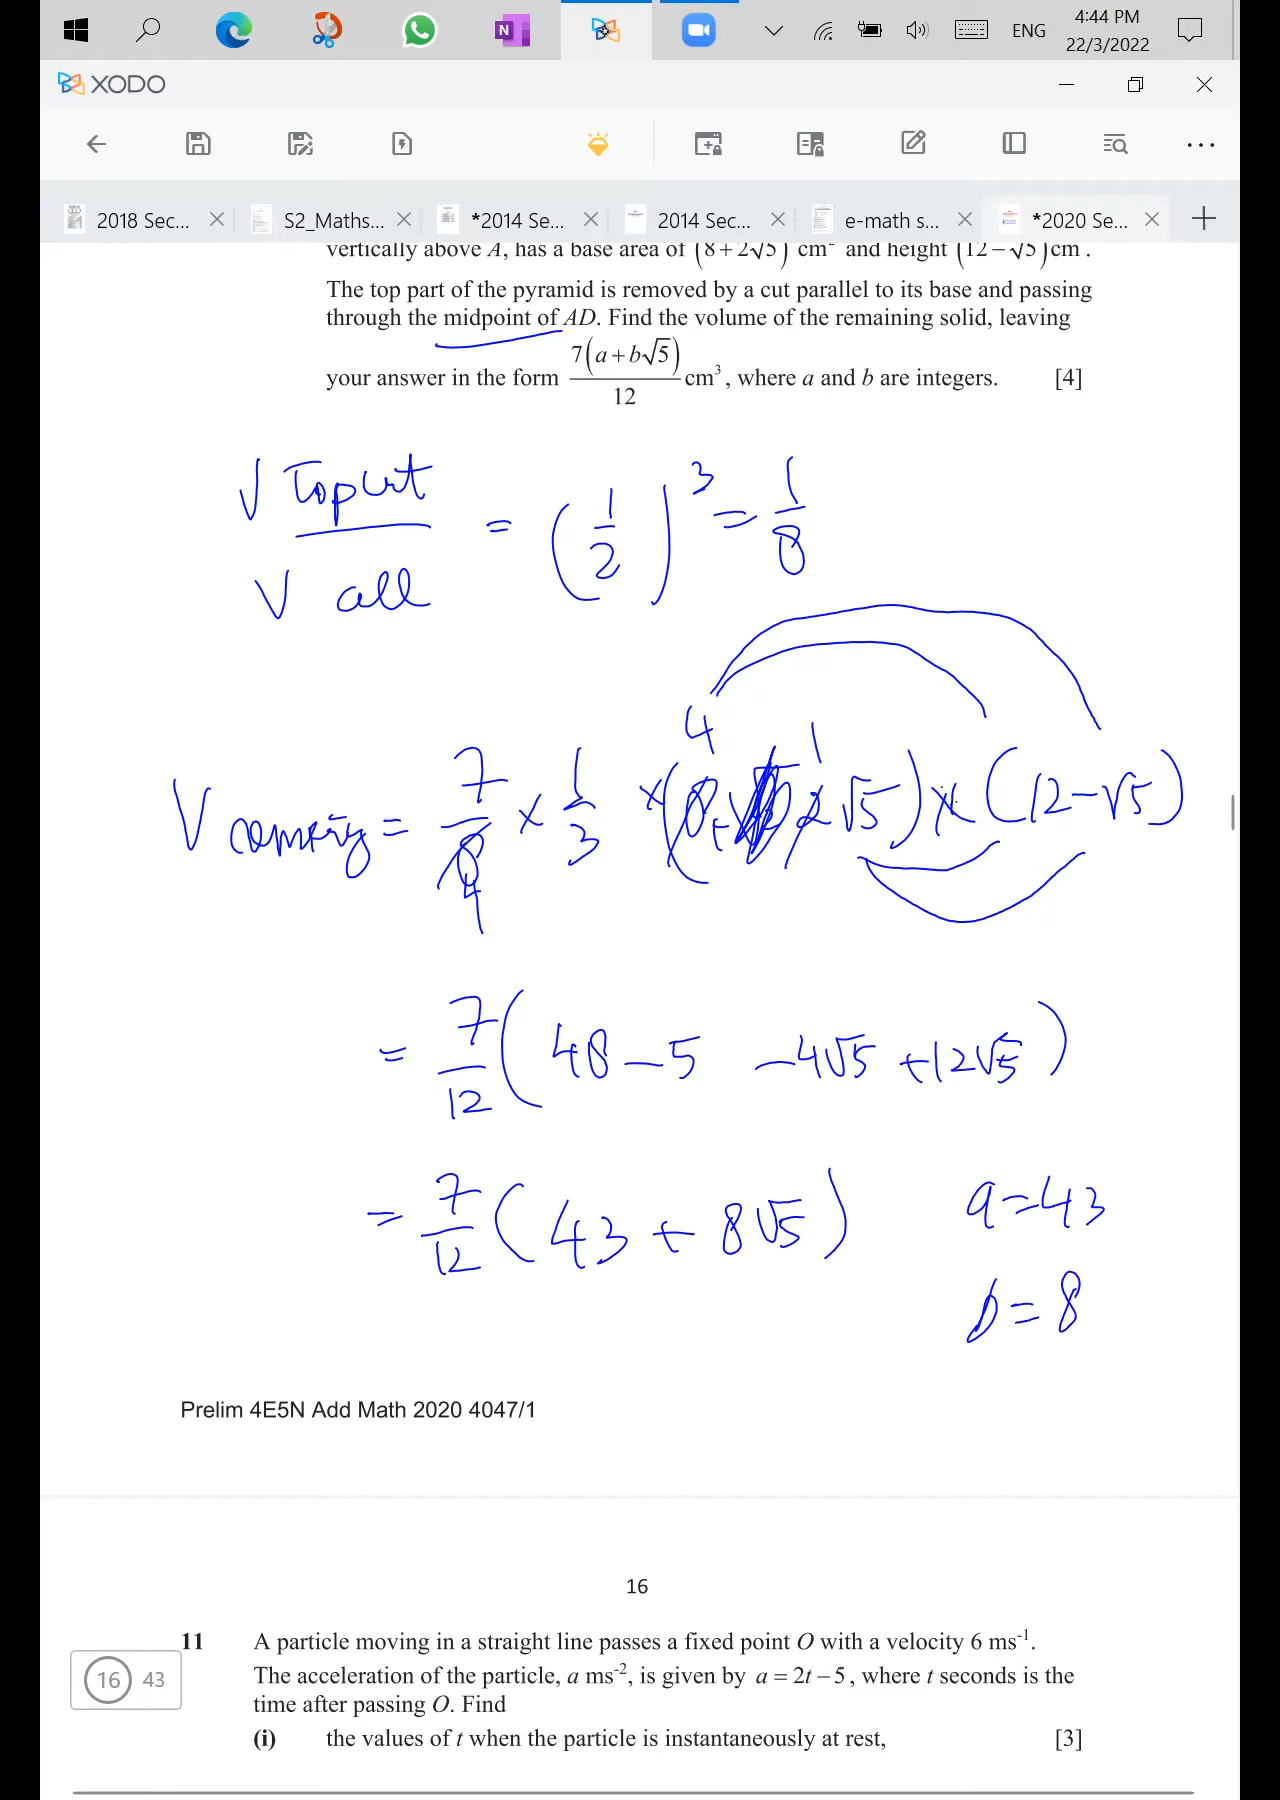 4:44 PM
ENG
22/3/2022
XODO
2018 Sec...
S2_Maths...
*2014 Se...
2014 Sec...
e-math s...
*2020 Se...
vertically above A, has a base area of (8+2√5) cm² and height (12−√5) cm .
The top part of the pyramid is removed by a cut parallel to its base and passing
through the midpoint of AD. Find the volume of the remaining solid, leaving
your answer in the form 7(a+b√5)/12 cm³, where a and b are integers. [4]
V Top cut / V all = (1/2)³ = 1/8
4 1
V = 7/8 4 × 1/3 × (8 + 2√5) × (12−√5)
= 7/12 (48 − 5 − 4√5 + 12√5)
= 7/12 (43 + 8√5) a=43
b=8
Prelim 4E5N Add Math 2020 4047/1
16
11 A particle moving in a straight line passes a fixed point O with a velocity 6 ms⁻¹.
The acceleration of the particle, a ms⁻², is given by a = 2t − 5, where t seconds is the
time after passing O. Find
(i) the values of t when the particle is instantaneously at rest, [3]
16 43